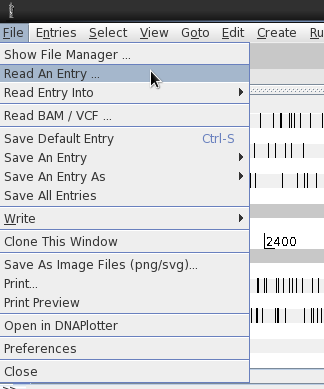 File Entries Select View Goto Edit Create Ru
Show File Manager ...
Read An Entry ...
Read Entry Into
Read BAM / VCF ...
Save Default Entry Ctrl-S
Save An Entry
Save An Entry As
Save All Entries
Write
Clone This Window
2400
Save As Image Files (png/svg)...
Print...
Print Preview
Open in DNAPlotter
Preferences
Close